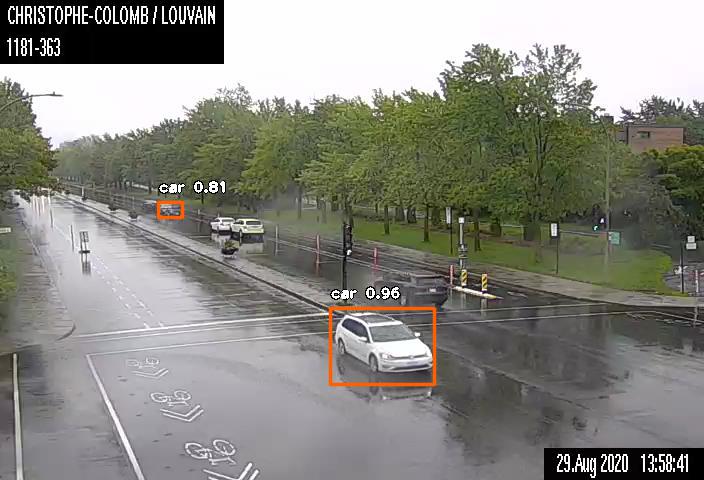 CHRISTOPHE-COLOMB / LOUVAIN
1181-363
car 0.81
car 0.96
29.Aug 2020 13:58:41